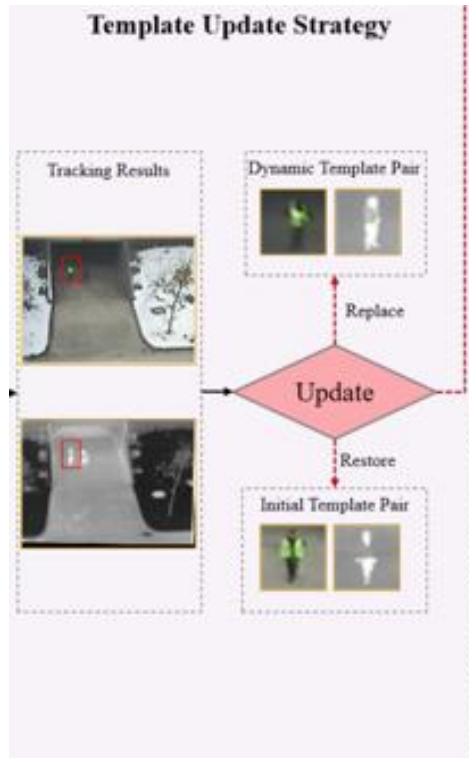 Template Update Strategy
Tracking Results
Dynamic Template Pair
Replace
Update
Restore
Initial Template Pair